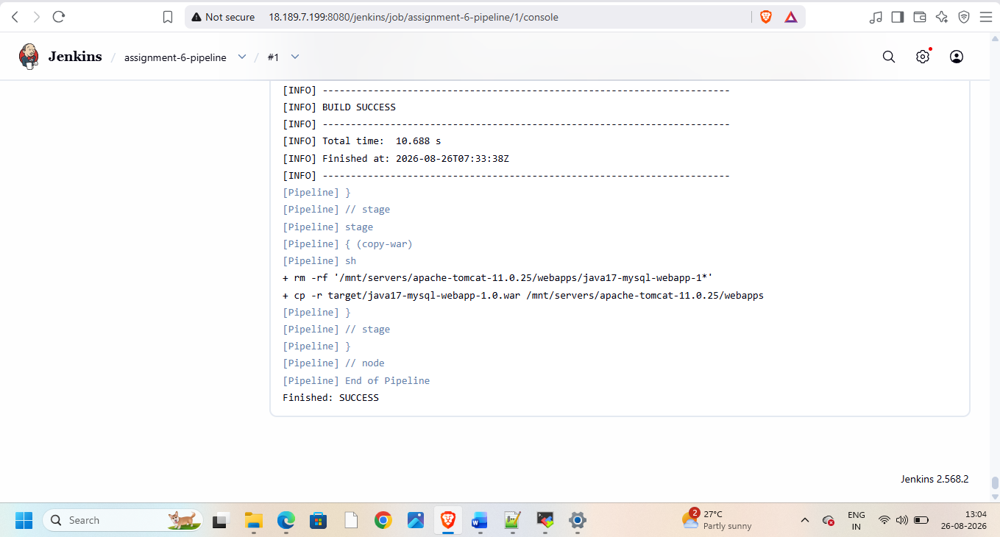 Not secure 18.189.7.199:8080/jenkins/job/assignment-6-pipeline/1/console
Jenkins / assignment-6-pipeline / #1
[INFO] ------------------------------------------------------------------------
[INFO] BUILD SUCCESS
[INFO] ------------------------------------------------------------------------
[INFO] Total time:  10.688 s
[INFO] Finished at: 2026-08-26T07:33:38Z
[INFO] ------------------------------------------------------------------------
[Pipeline] }
[Pipeline] // stage
[Pipeline] stage
[Pipeline] { (copy-war)
[Pipeline] sh
+ rm -rf '/mnt/servers/apache-tomcat-11.0.25/webapps/java17-mysql-webapp-1*'
+ cp -r target/java17-mysql-webapp-1.0.war /mnt/servers/apache-tomcat-11.0.25/webapps
[Pipeline] }
[Pipeline] // stage
[Pipeline] }
[Pipeline] // node
[Pipeline] End of Pipeline
Finished: SUCCESS
Jenkins 2.568.2
Search
2
27°C
Partly sunny
ENG
IN
13:04
26-08-2026